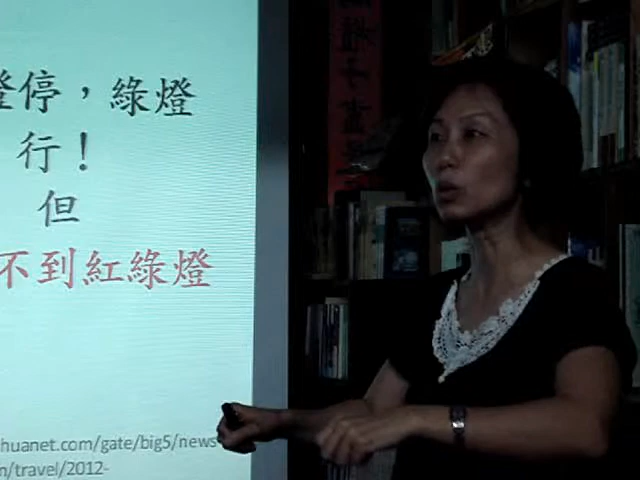 燈停，綠燈
行！
但
不到紅綠燈
huanet.com/gate/big5/news
n/travel/2012-